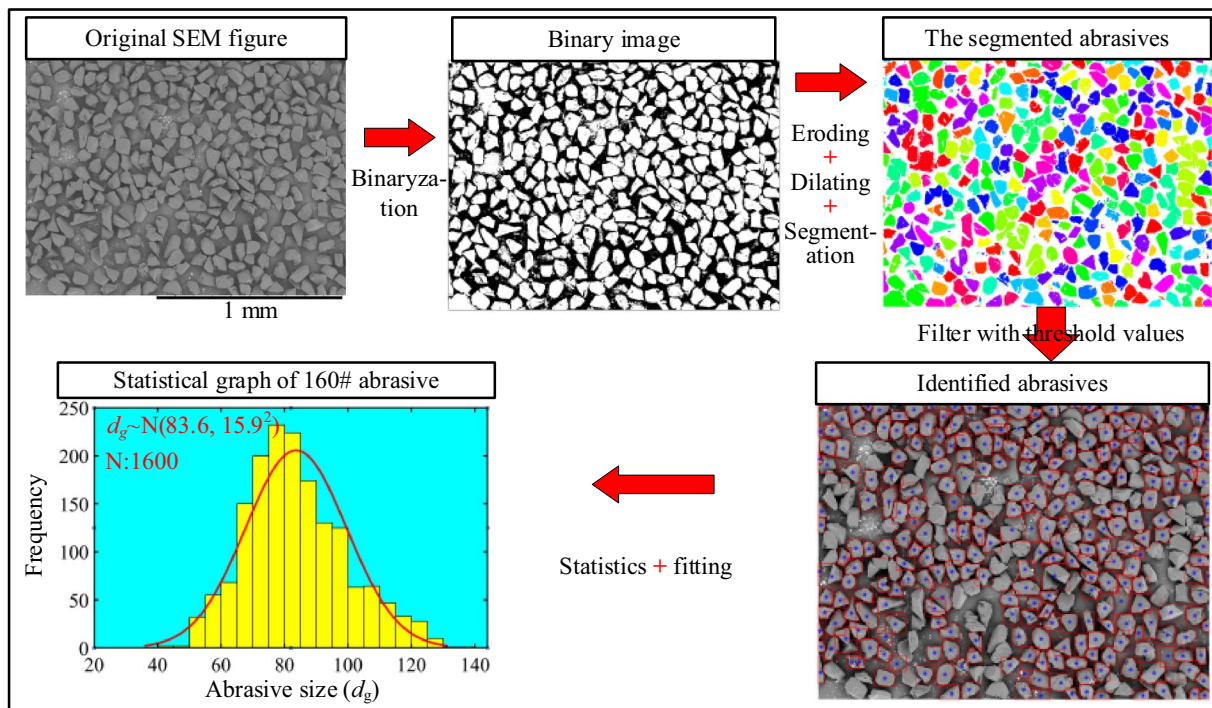 Original SEM figure
Binary image
The segmented abrasives
Binaryza-
tion
Eroding
+
Dilating
+
Segment-
ation
1 mm
Filter with threshold values
Statistical graph of 160# abrasive
Identified abrasives
250
200
150
100
50
0
Frequency
d_g~N(83.6, 15.9²)
N:1600
20 40 60 80 100 120 140
Abrasive size (d_g)
Statistics + fitting